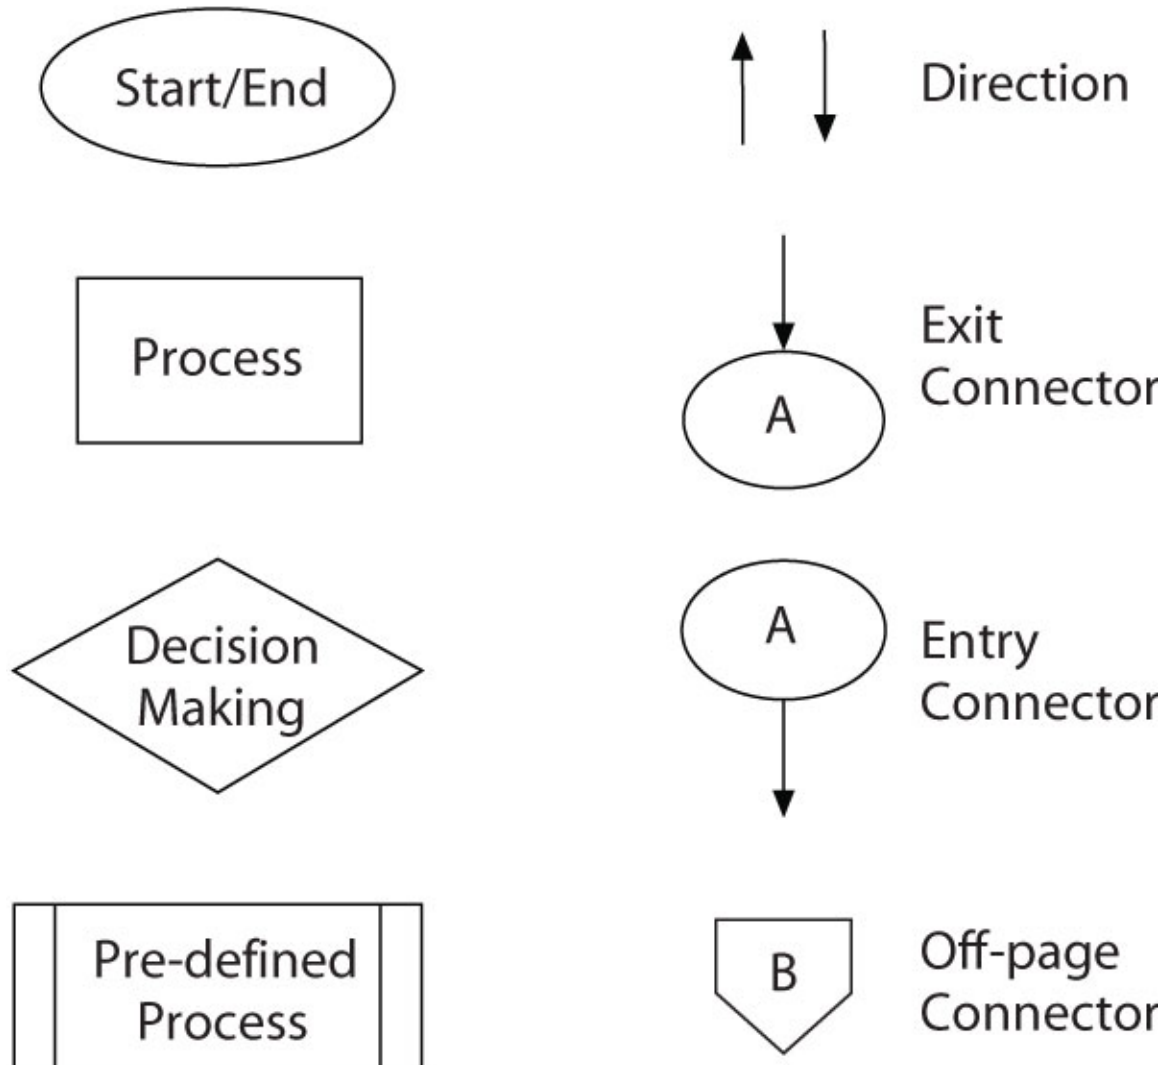 Start/End
Direction
Process
Exit
Connector
A
Decision
Making
A
Entry
Connector
Pre-defined
Process
B
Off-page
Connector